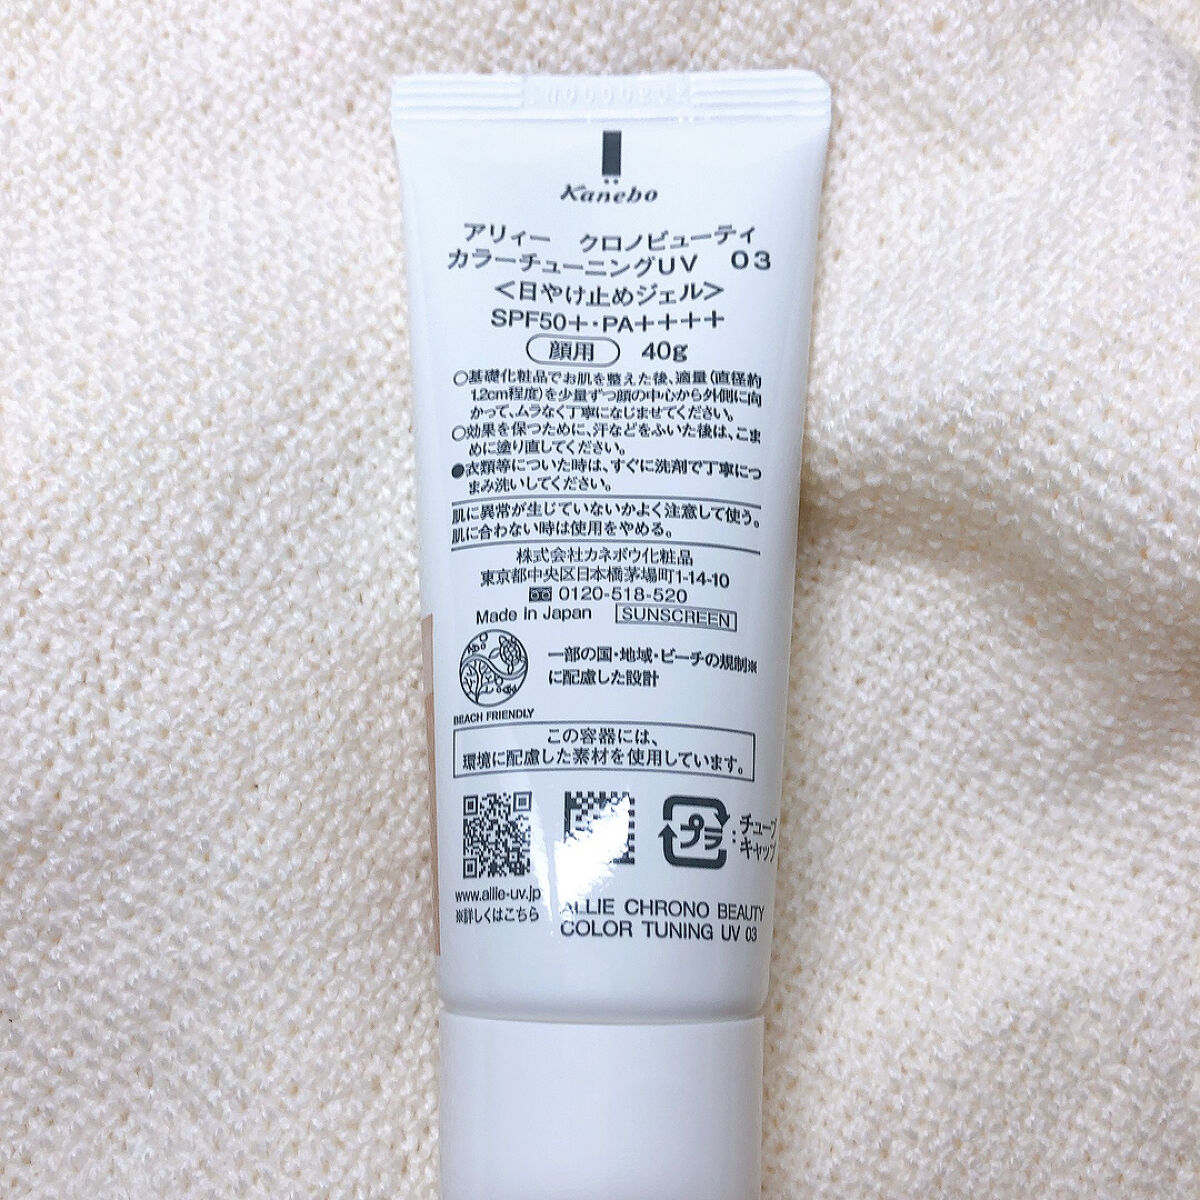 Kanebo
アリィー クロノビューティ
カラーチューニングUV 03
＜日やけ止めジェル＞
SPF50+・PA++++
顔用 40g
○基礎化粧品でお肌を整えた後、適量（直径約
1.2cm程度）を少量ずつ顔の中心から外側に向
かって、ムラなく丁寧になじませてください。
○効果を保つために、汗などをふいた後は、こま
めに塗り直してください。
●衣類等についた時は、すぐに洗剤で丁寧につ
まみ洗いしてください。
肌に異常が生じていないかよく注意して使う。
肌に合わない時は使用をやめる。
株式会社カネボウ化粧品
東京都中央区日本橋茅場町1-14-10
0120-518-520
Made in Japan SUNSCREEN
一部の国・地域・ビーチの規制※
に配慮した設計
BEACH FRIENDLY
この容器には、
環境に配慮した素材を使用しています。
プラ：チューブ
キャップ
www.allie-uv.jp
※詳しくはこちら
ALLIE CHRONO BEAUTY
COLOR TUNING UV 03